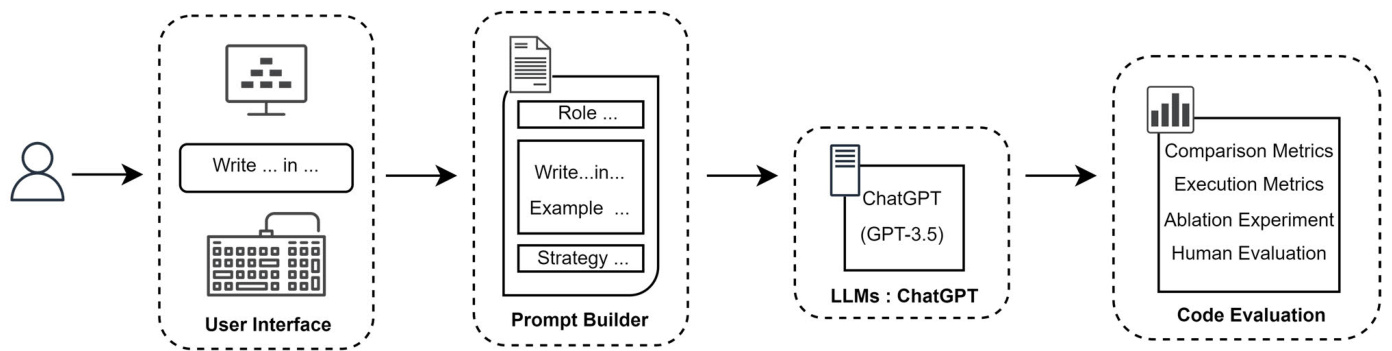 Write ... in ...
User Interface
Role ...
Write...in...
Example ...
Strategy ...
Prompt Builder
ChatGPT
(GPT-3.5)
LLMs : ChatGPT
Comparison Metrics
Execution Metrics
Ablation Experiment
Human Evaluation
Code Evaluation